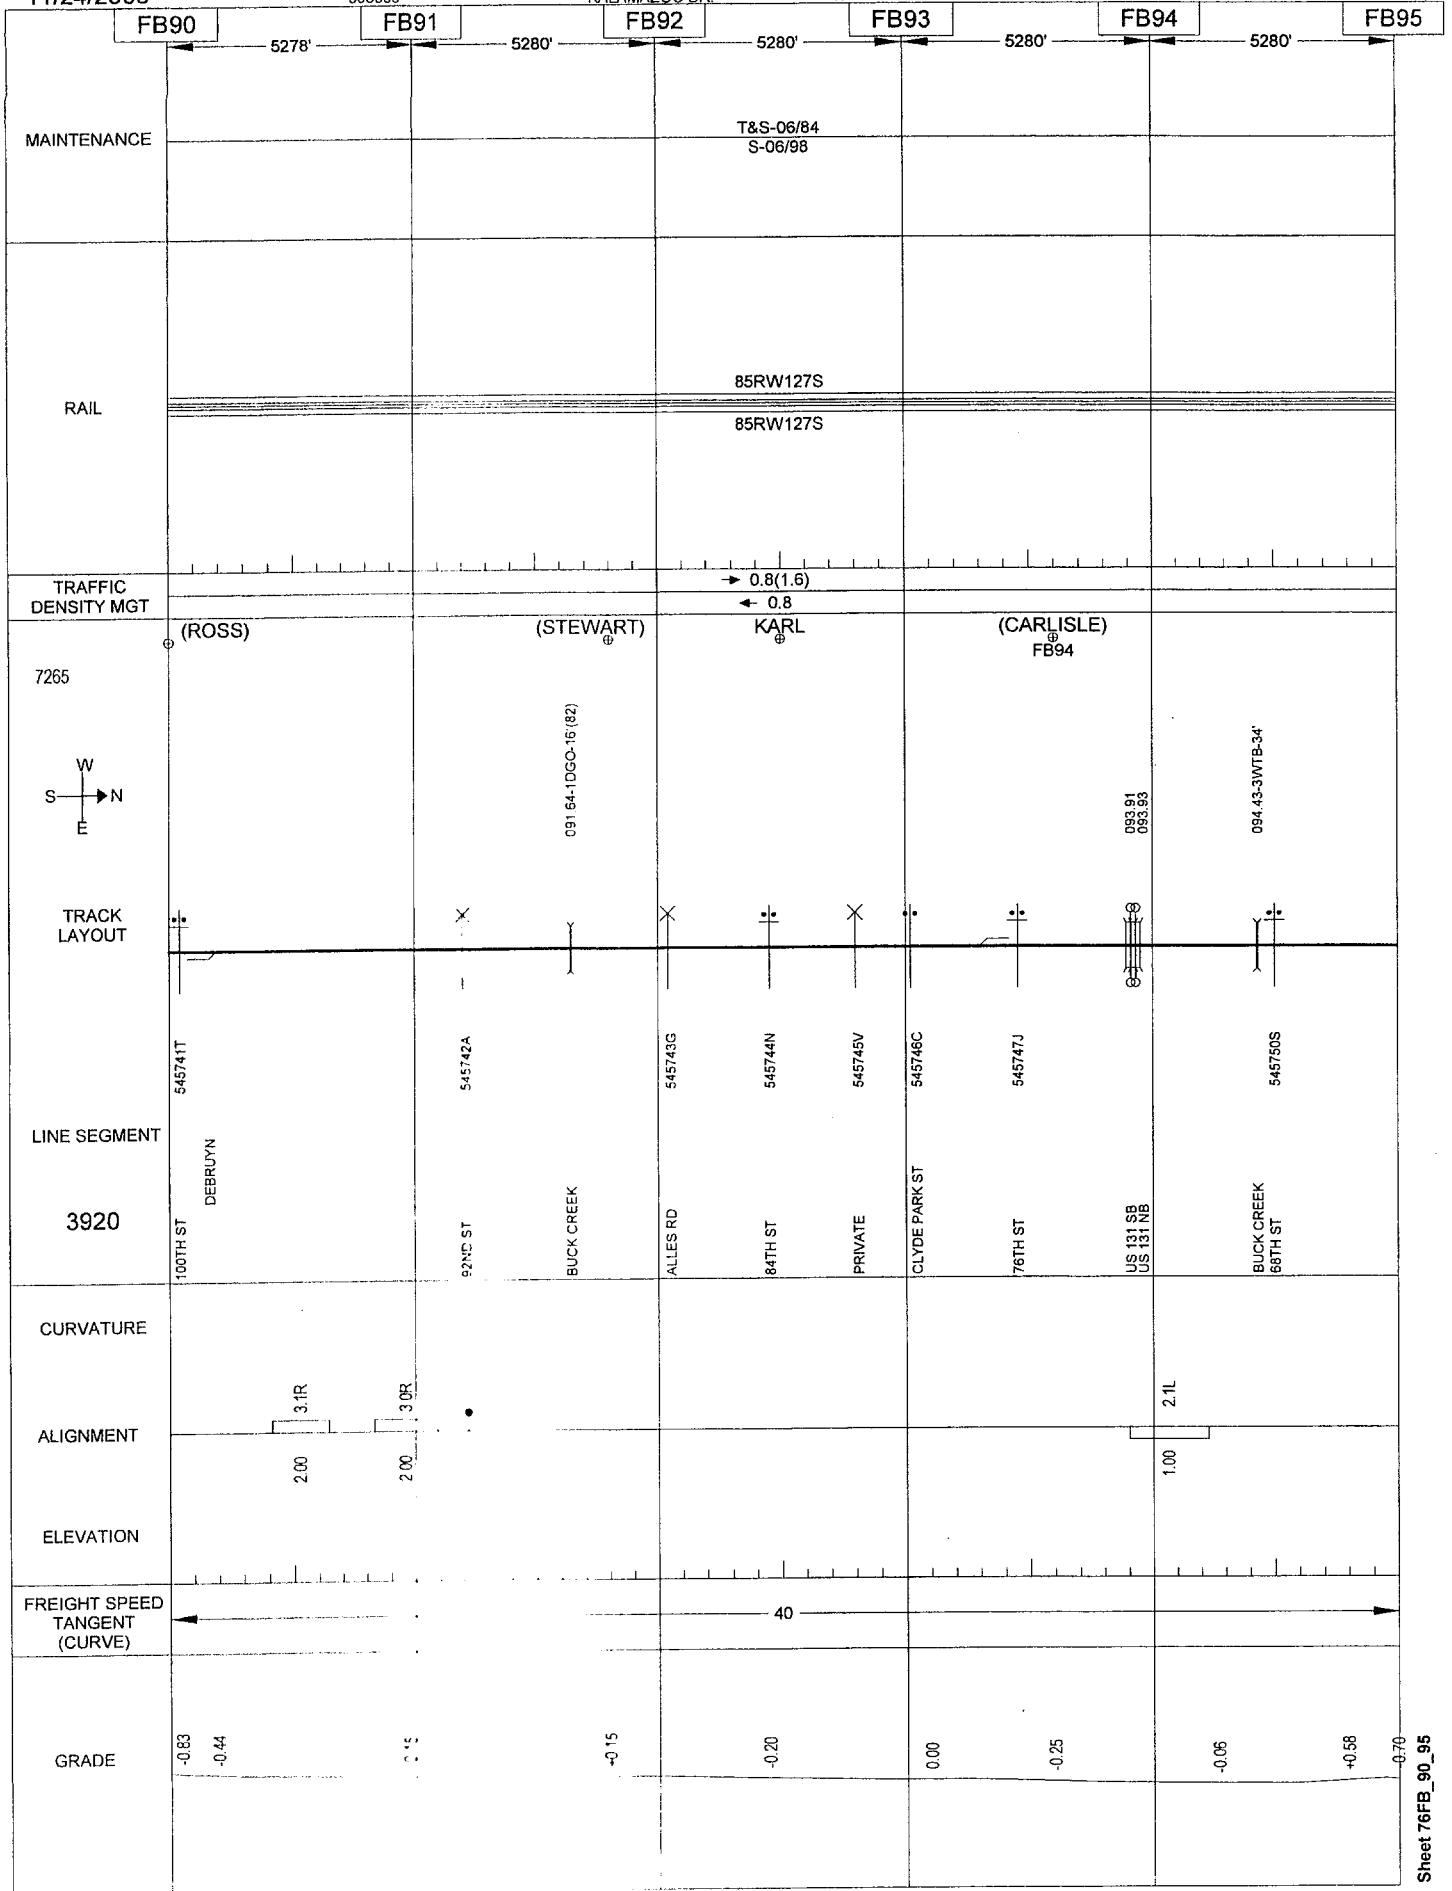 FB90
FB91
FB92
FB93
FB94
FB95
5278'
5280'
5280'
5280'
5280'
MAINTENANCE
T&S-06/84
S-06/98
RAIL
85RW127S
85RW127S
TRAFFIC
DENSITY MGT
0.8(1.6)
0.8
(ROSS)
(STEWART)
KARL
(CARLISLE)
FB94
7265
W
S
N
E
091.64-1DGO-16'(82)
093.91
093.93
094.43-3WTB-34'
TRACK
LAYOUT
545741T
545742A
545743G
545744N
545745V
545746C
545747J
545750S
LINE SEGMENT
3920
100TH ST
DEBRUYN
92ND ST
BUCK CREEK
ALLES RD
84TH ST
PRIVATE
CLYDE PARK ST
76TH ST
US 131 SB
US 131 NB
BUCK CREEK
68TH ST
CURVATURE
3.1R
3.0R
2.1L
ALIGNMENT
2.00
2.00
1.00
ELEVATION
FREIGHT SPEED
TANGENT
(CURVE)
40
GRADE
-0.83
-0.44
+0.15
-0.20
0.00
-0.25
-0.06
+0.58
-0.70
Sheet 76FB_90_95